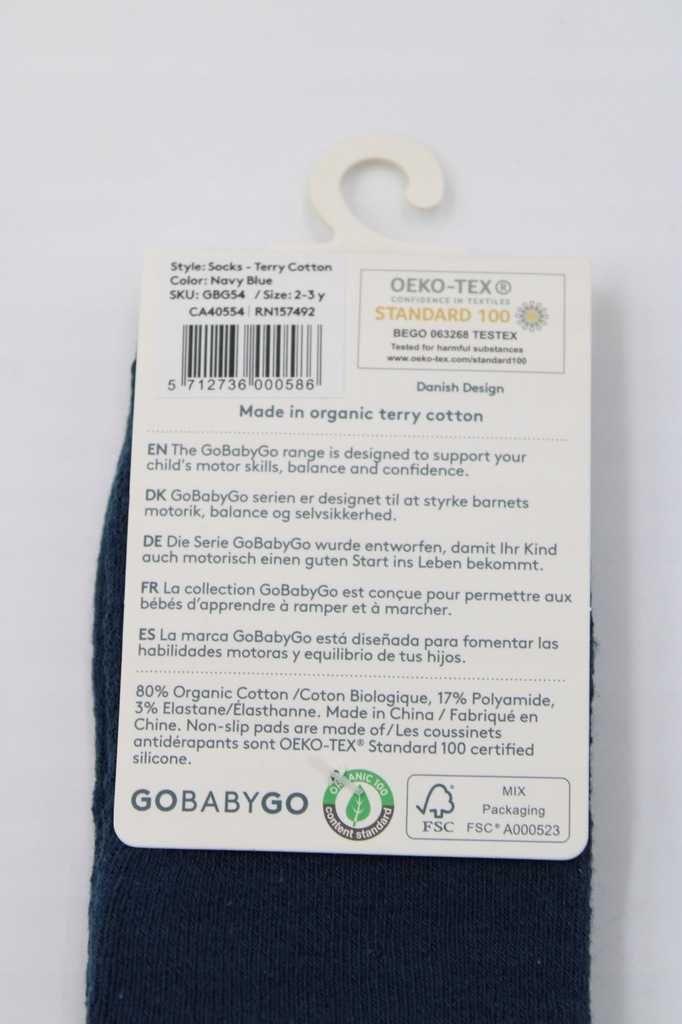 Style: Socks - Terry Cotton
Color: Navy Blue
SKU: GBG54 / Size: 2-3 y
CA40554 | RN157492
5 712736 000586
OEKO-TEX®
CONFIDENCE IN TEXTILES
STANDARD 100
BEGO 063268 TESTEX
Tested for harmful substances
www.oeko-tex.com/standard100
Danish Design
Made in organic terry cotton
EN The GoBabyGo range is designed to support your
child's motor skills, balance and confidence.
DK GoBabyGo serien er designet til at styrke barnets
motorik, balance og selvsikkerhed.
DE Die Serie GoBabyGo wurde entworfen, damit Ihr Kind
auch motorisch einen guten Start ins Leben bekommt.
FR La collection GoBabyGo est conçue pour permettre aux
bébés d'apprendre à ramper et à marcher.
ES La marca GoBabyGo está diseñada para fomentar las
habilidades motoras y equilibrio de tus hijos.
80% Organic Cotton /Coton Biologique, 17% Polyamide,
3% Elastane/Élasthanne. Made in China / Fabriqué en
Chine. Non-slip pads are made of/Les coussinets
antidérapants sont OEKO-TEX® Standard 100 certified
silicone.
GOBABYGO
ORGANIC 100
content standard
FSC
MIX
Packaging
FSC® A000523